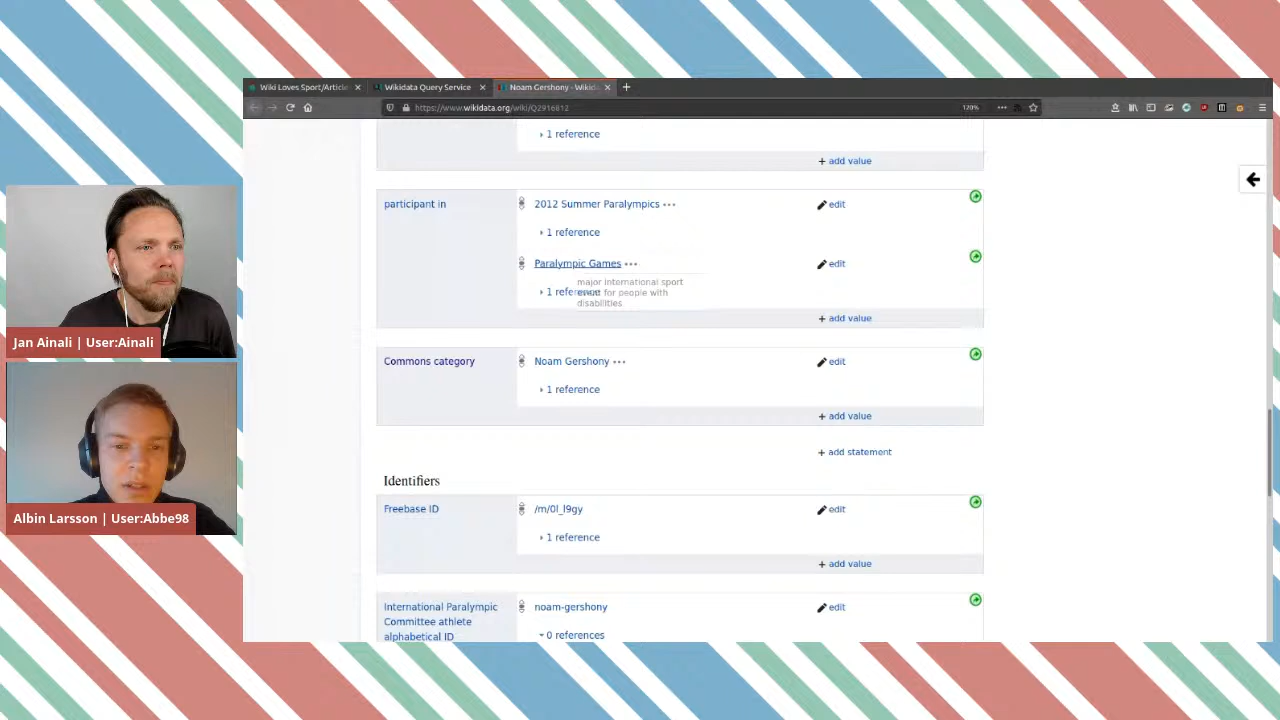 Wiki Loves Sport/Article
Wikidata Query Service
Noam Gershony - Wikid
https://www.wikidata.org/wiki/Q2916812
120%
1 reference
+ add value
participant in
2012 Summer Paralympics
edit
1 reference
Paralympic Games
edit
major international sport
event for people with
disabilities
1 reference
+ add value
Commons category
Noam Gershony
edit
1 reference
+ add value
+ add statement
Identifiers
Freebase ID
/m/0l_l9gy
edit
1 reference
+ add value
International Paralympic
Committee athlete
alphabetical ID
noam-gershony
edit
0 references
Jan Ainali | User:Ainali
Albin Larsson | User:Abbe98